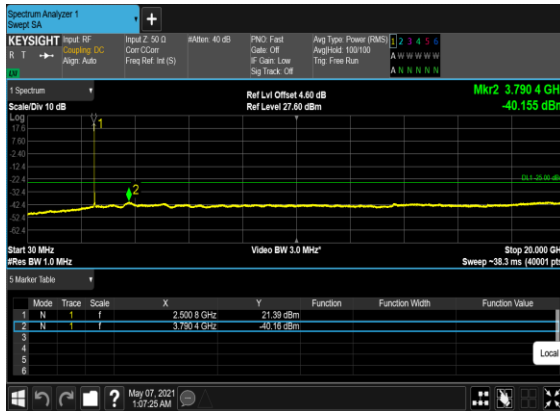 Spectrum Analyzer 1
Swept SA
+
KEYSIGHT
R T
Input: RF
Coupling: DC
Align: Auto
Input Z: 50 Ω
Corr CCorr
Freq Ref: Int (S)
#Atten: 40 dB
PNO: Fast
Gate: Off
IF Gain: Low
Sig Track: Off
Avg Type: Power (RMS)
Avg|Hold: 100/100
Trig: Free Run
1 2 3 4 5 6
A W W W W W
A N N N N N
1 Spectrum
Scale/Div 10 dB
Ref Lvl Offset 4.60 dB
Ref Level 27.60 dBm
Mkr2 3.790 4 GHz
-40.155 dBm
Log
17.6
7.60
-2.40
-12.4
-22.4
-32.4
-42.4
-52.4
-62.4
1
2
DL1 -25.00 dB
Start 30 MHz
#Res BW 1.0 MHz
Video BW 3.0 MHz*
Stop 20.000 GH
Sweep ~38.3 ms (40001 pts
5 Marker Table
Mode Trace Scale X Y Function Function Width Function Value
1 N 1 f 2.500 8 GHz 21.39 dBm
2 N 1 f 3.790 4 GHz -40.16 dBm
3
4
5
6
Local
?
May 07, 2021
1:07:25 AM